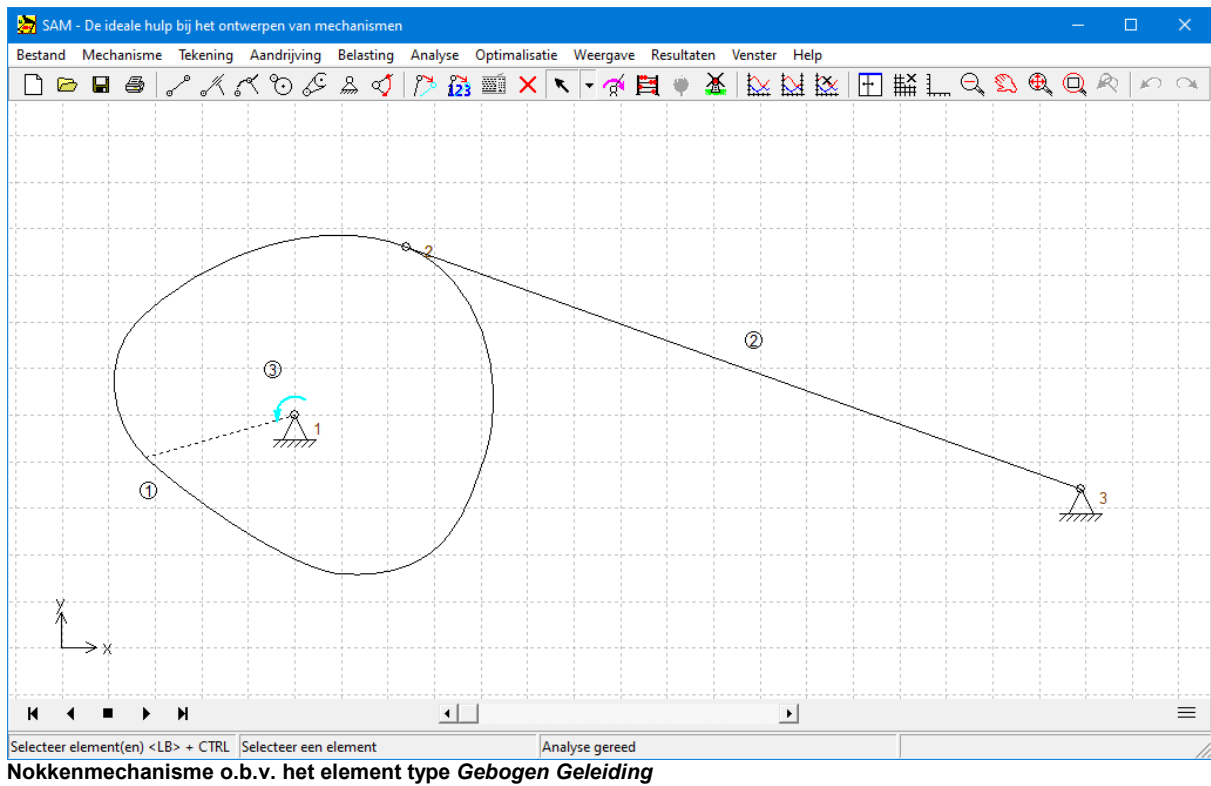 SAM - De ideale hulp bij het ontwerpen van mechanismen
Bestand Mechanisme Tekening Aandrijving Belasting Analyse Optimalisatie Weergave Resultaten Venster Help
123
2
2
3
1
1
3
y
x
Selecteer element(en) <LB> + CTRL Selecteer een element Analyse gereed
Nokkenmechanisme o.b.v. het element type Gebogen Geleiding